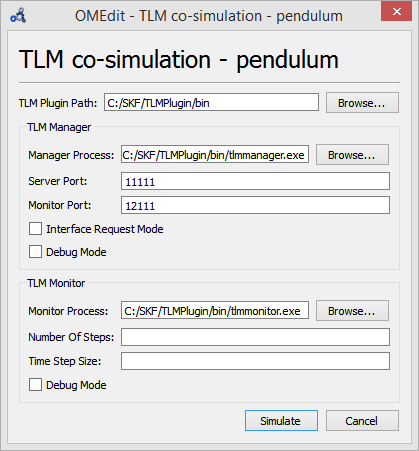 OMEdit - TLM co-simulation - pendulum
TLM co-simulation - pendulum
TLM Plugin Path: C:/SKF/TLMPlugin/bin Browse...
TLM Manager
Manager Process: C:/SKF/TLMPlugin/bin/tlmmanager.exe Browse...
Server Port: 11111
Monitor Port: 12111
Interface Request Mode
Debug Mode
TLM Monitor
Monitor Process: C:/SKF/TLMPlugin/bin/tlmmonitor.exe Browse...
Number Of Steps:
Time Step Size:
Debug Mode
Simulate Cancel